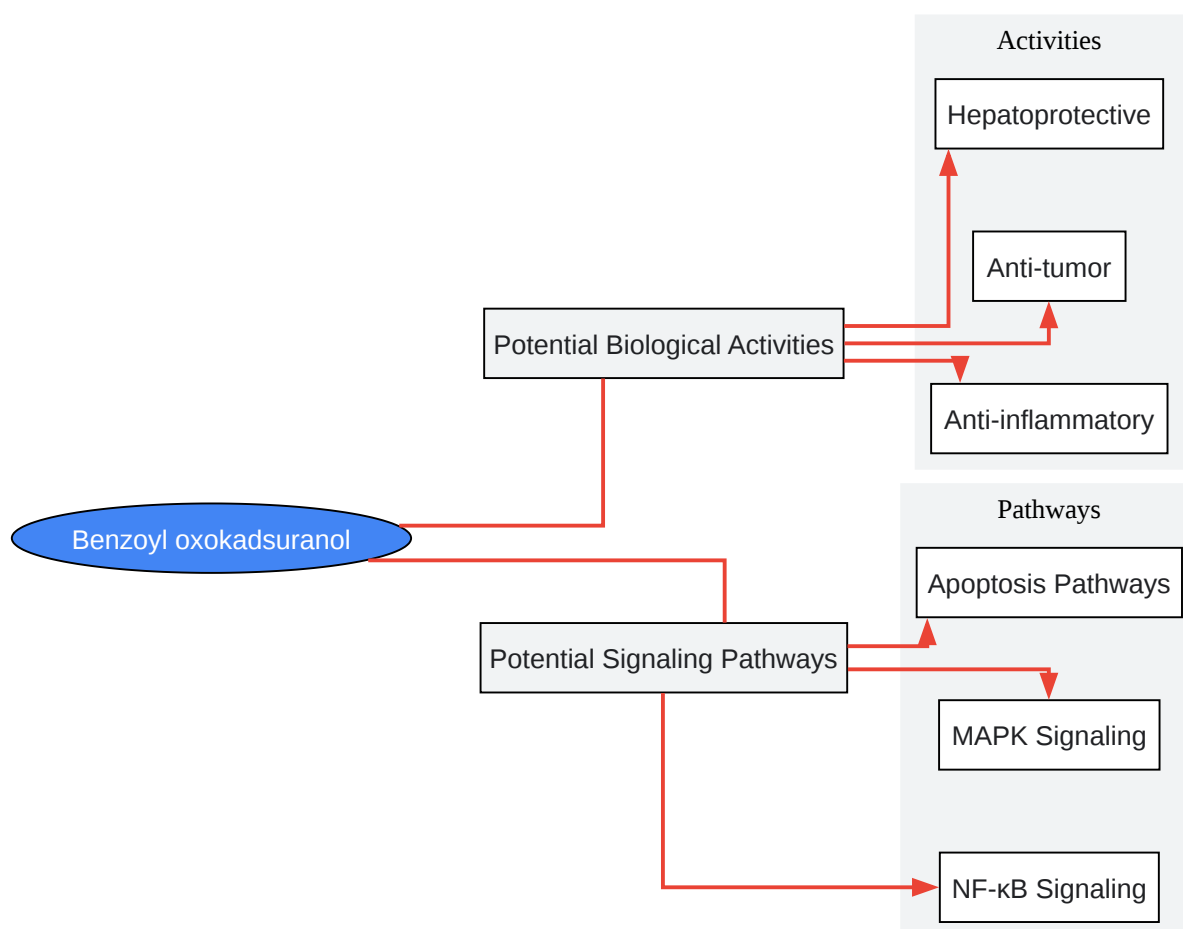 Activities
Hepatoprotective
Anti-tumor
Potential Biological Activities
Anti-inflammatory
Benzoyl oxokadsuranol
Pathways
Apoptosis Pathways
Potential Signaling Pathways
MAPK Signaling
NF-κB Signaling